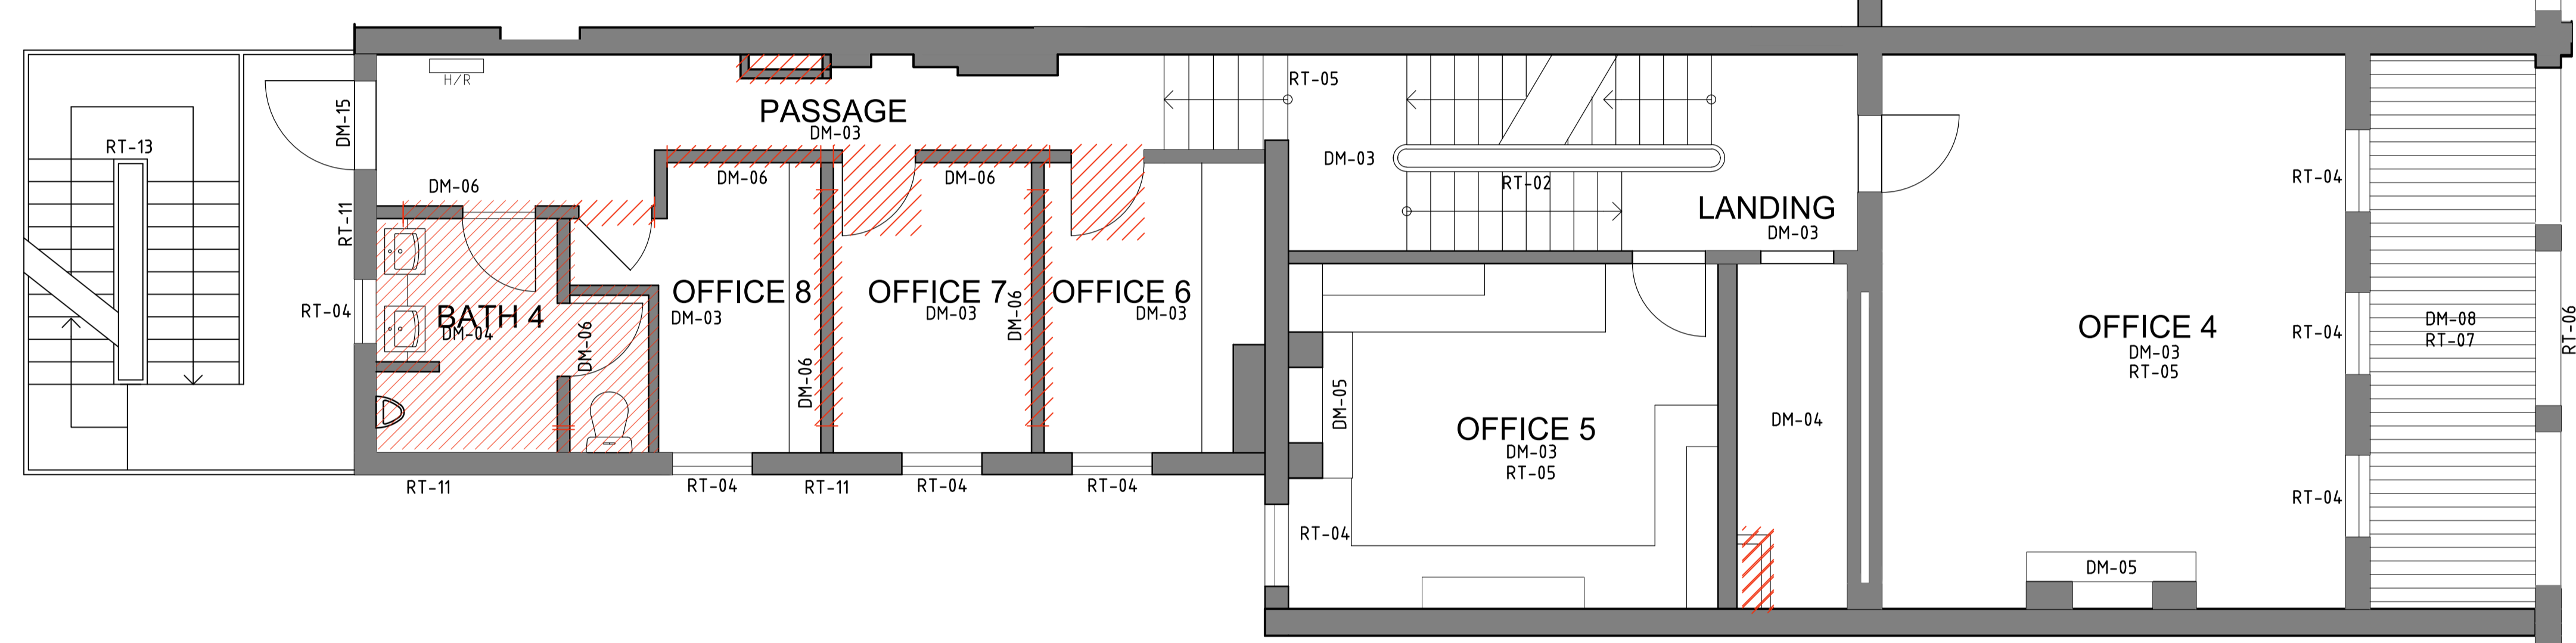 H/R
RT-05
PASSAGE
DM-03
DM-15
RT-13
DM-03
RT-02
LANDING
DM-03
RT-04
DM-06
DM-06
DM-06
RT-11
OFFICE 8
DM-03
OFFICE 7
DM-03
DM-06
OFFICE 6
DM-03
RT-04
BATH 4
DM-04
DM-06
DM-06
OFFICE 4
DM-03
RT-05
RT-04
DM-08
RT-07
RT-06
DM-05
OFFICE 5
DM-03
RT-05
DM-04
RT-11
RT-04
RT-11
RT-04
RT-04
RT-04
RT-04
DM-05